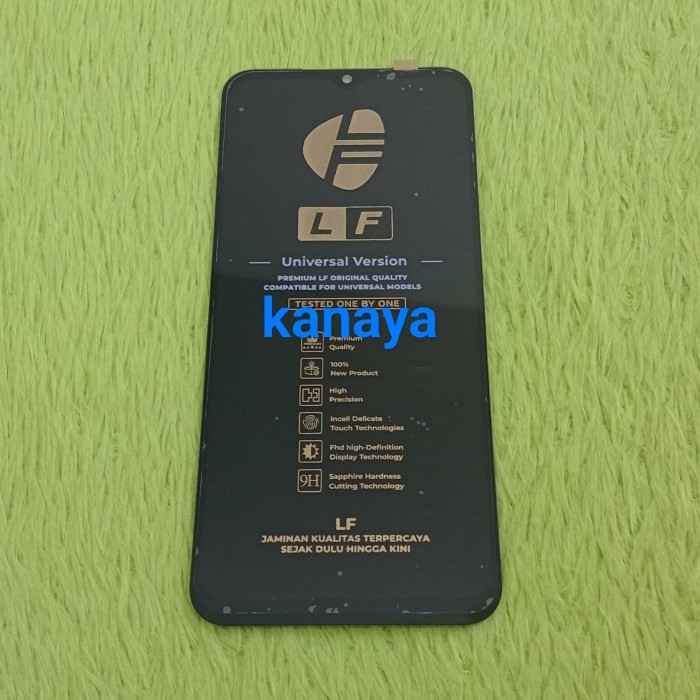 LF
Universal Version
PREMIUM LF ORIGINAL QUALITY
COMPATIBLE FOR UNIVERSAL MODELS
TESTED ONE BY ONE
kanaya
Premium
Quality
100%
New Product
High
Precision
Incell Delicate
Touch Technologies
Fhd high-Definition
Display Technology
9H
Sapphire Hardness
Cutting Technology
LF
JAMINAN KUALITAS TERPERCAYA
SEJAK DULU HINGGA KINI